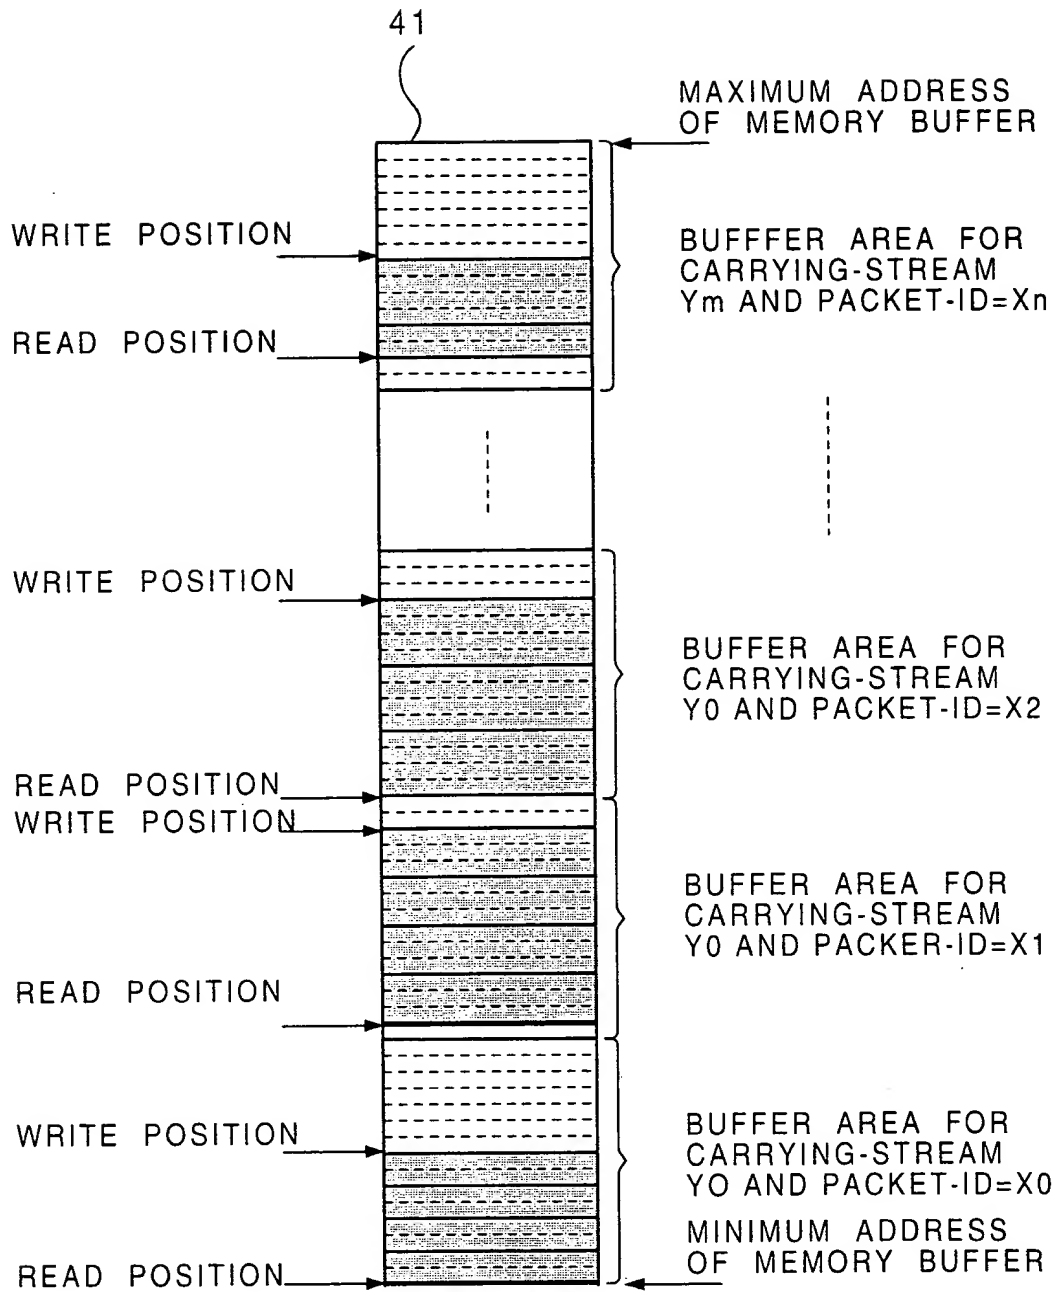 41
MAXIMUM ADDRESS
OF MEMORY BUFFER
WRITE POSITION
BUFFFER AREA FOR
CARRYING-STREAM
Ym AND PACKET-ID=Xn
READ POSITION
WRITE POSITION
BUFFER AREA FOR
CARRYING-STREAM
Y0 AND PACKET-ID=X2
READ POSITION
WRITE POSITION
BUFFER AREA FOR
CARRYING-STREAM
Y0 AND PACKER-ID=X1
READ POSITION
WRITE POSITION
BUFFER AREA FOR
CARRYING-STREAM
YO AND PACKET-ID=X0
MINIMUM ADDRESS
OF MEMORY BUFFER
READ POSITION